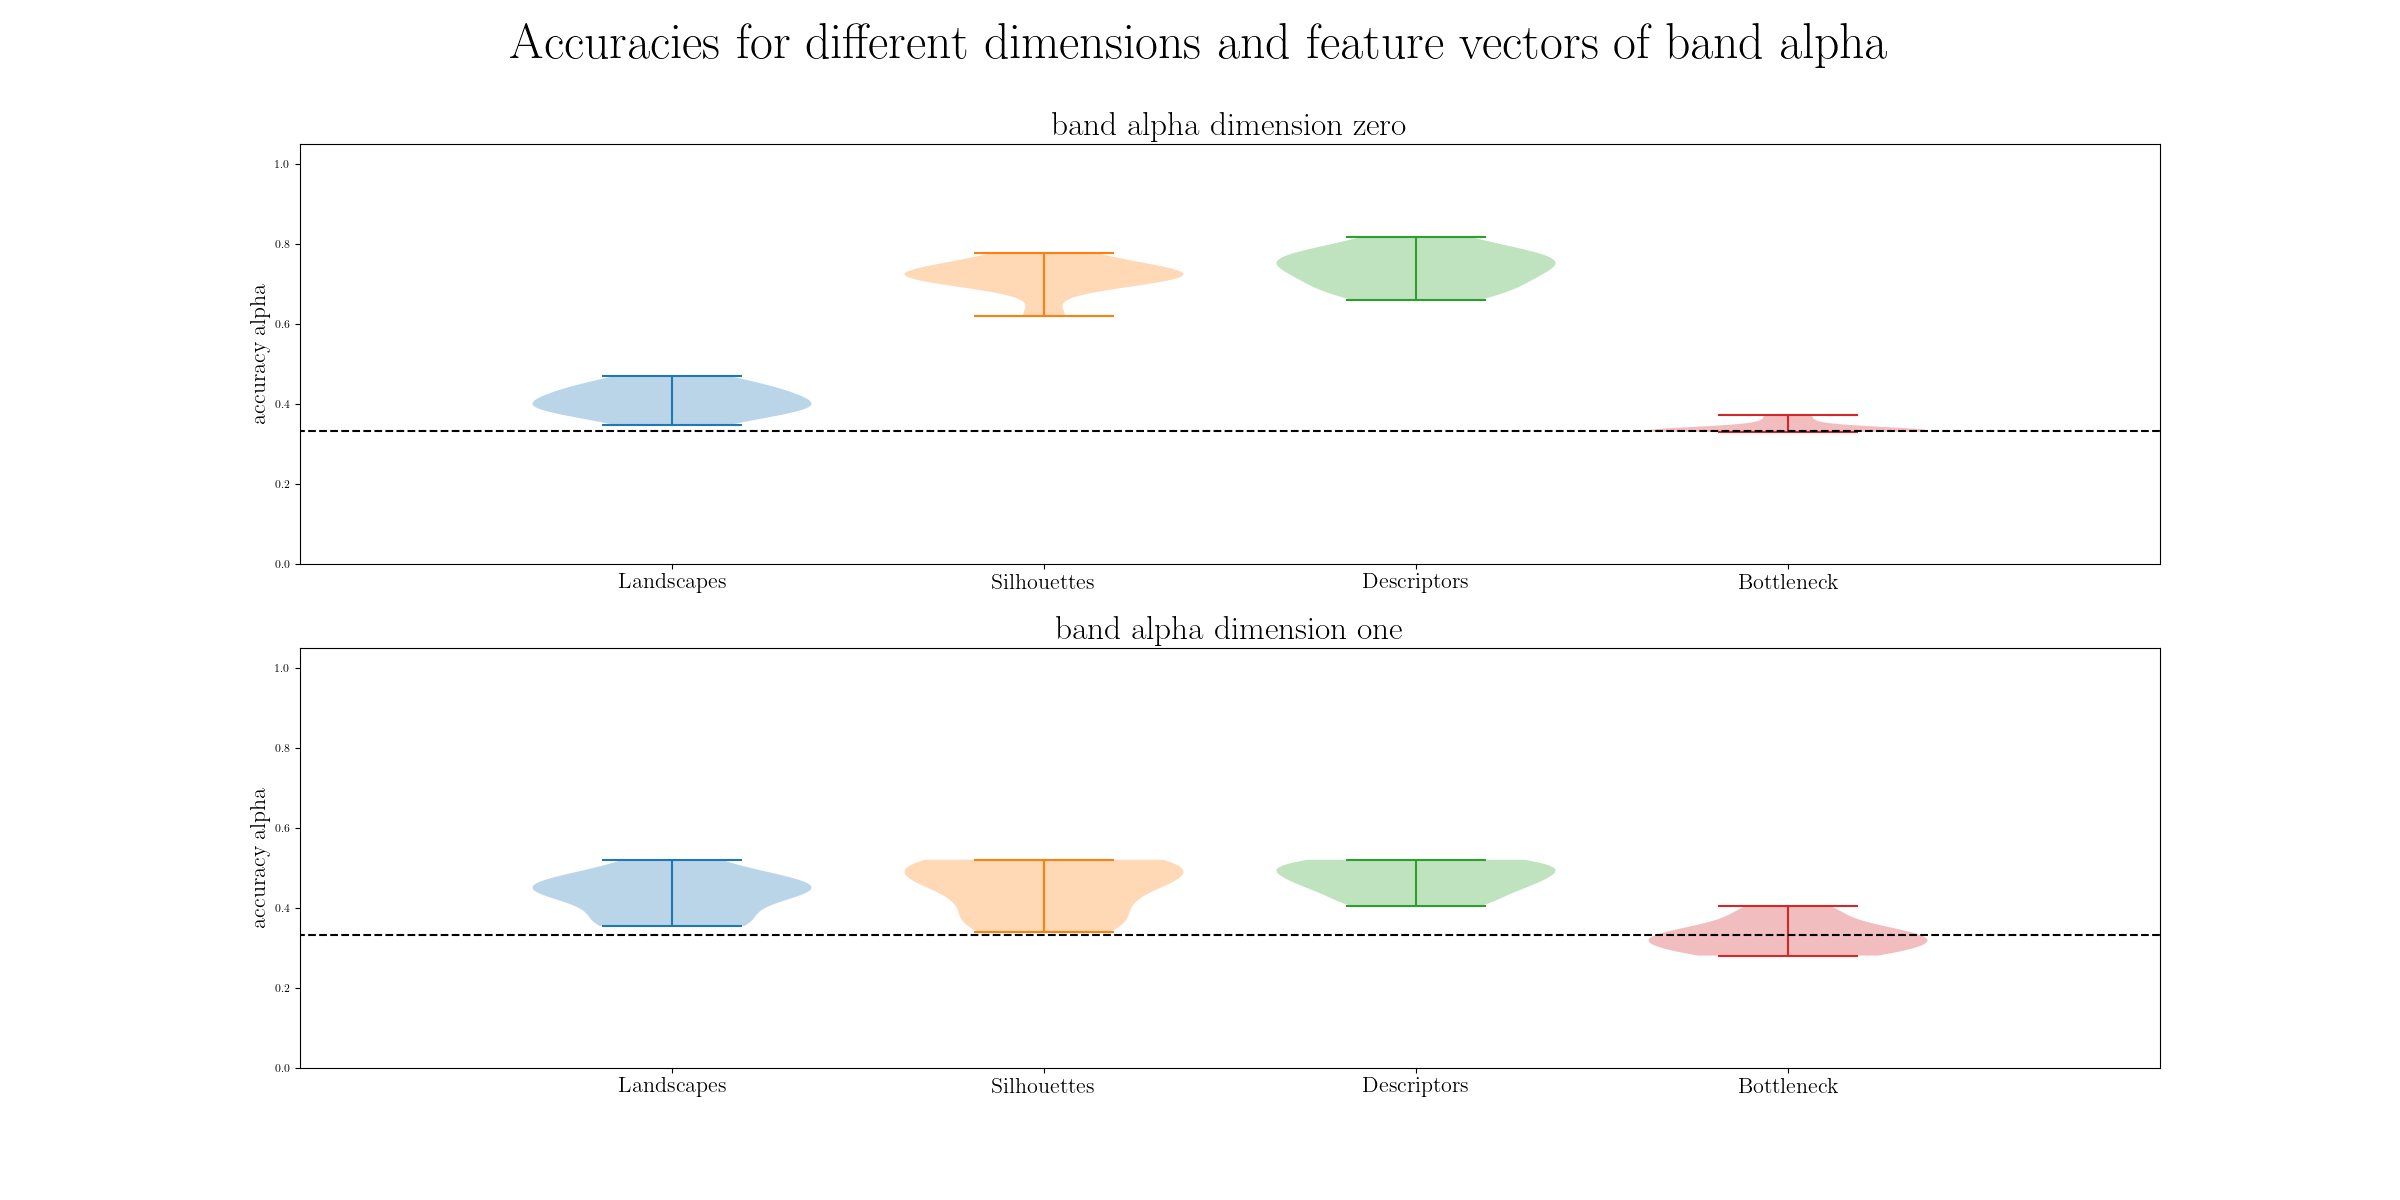 Accuracies for different dimensions and feature vectors of band alpha
band alpha dimension zero
1.0
0.8
0.6
0.4
0.2
0.0
accuracy alpha
Landscapes Silhouettes Descriptors Bottleneck
band alpha dimension one
1.0
0.8
0.6
0.4
0.2
0.0
accuracy alpha
Landscapes Silhouettes Descriptors Bottleneck